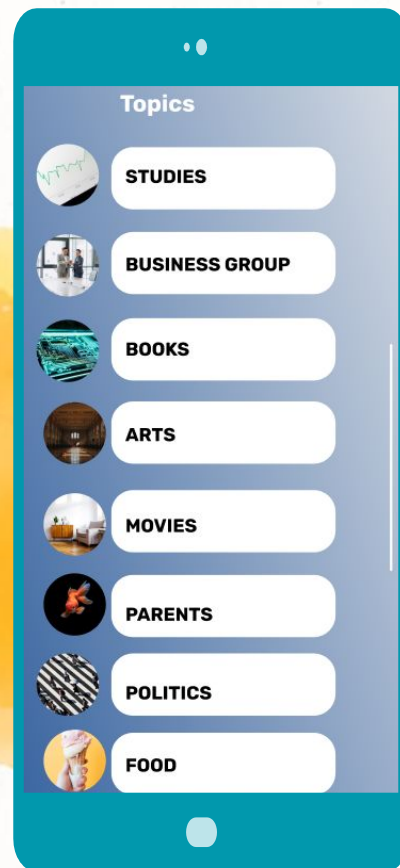 Topics
STUDIES
BUSINESS GROUP
BOOKS
ARTS
MOVIES
PARENTS
POLITICS
FOOD